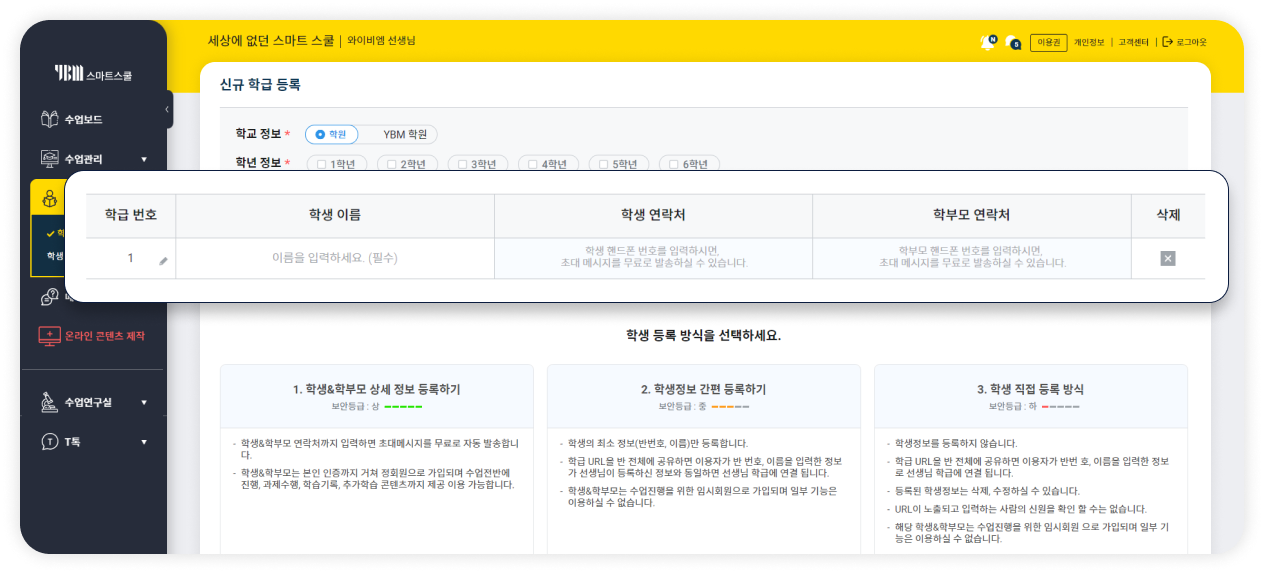 세상에 없던 스마트 스쿨 | 와이비엠 선생님
N
5
이용권
개인정보 | 고객센터 | 로그아웃
YBM 스마트스쿨
수업보드
수업관리 ▼
학생
온라인 콘텐츠 제작
수업연구실 ▼
T톡 ▼
신규 학급 등록
학교 정보 * 학원 YBM 학원
학년 정보 * 1학년 2학년 3학년 4학년 5학년 6학년
학급 번호 학생 이름 학생 연락처 학부모 연락처 삭제
1 이름을 입력하세요. (필수)
학생 핸드폰 번호를 입력하시면,
초대 메시지를 무료로 발송하실 수 있습니다.
학부모 핸드폰 번호를 입력하시면,
초대 메시지를 무료로 발송하실 수 있습니다.
학생 등록 방식을 선택하세요.
1. 학생&학부모 상세 정보 등록하기
보안등급 : 상
- 학생&학부모 연락처까지 입력하면 초대메시지를 무료로 자동 발송합니
다.
- 학생&학부모는 본인 인증까지 거쳐 정회원으로 가입되며 수업전반에
진행, 과제수행, 학습기록, 추가학습 콘텐츠까지 제공 이용 가능합니다.
2. 학생정보 간편 등록하기
보안등급 : 중
- 학생의 최소 정보(반번호, 이름)만 등록합니다.
- 학급 URL을 반 전체에 공유하면 이용자가 반 번호, 이름을 입력한 정보
가 선생님이 등록하신 정보와 동일하면 선생님 학급에 연결 됩니다.
- 학생&학부모는 수업진행을 위한 임시회원으로 가입되며 일부 기능은
이용하실 수 없습니다.
3. 학생 직접 등록 방식
보안등급 : 하
- 학생정보를 등록하지 않습니다.
- 학급 URL을 반 전체에 공유하면 이용자가 반번 호, 이름을 입력한 정보
로 선생님 학급에 연결 됩니다.
- 등록된 학생정보는 삭제, 수정하실 수 있습니다.
- URL이 노출되고 입력하는 사람의 신원을 확인 할 수는 없습니다.
- 해당 학생&학부모는 수업진행을 위한 임시회원 으로 가입되며 일부 기
능은 이용하실 수 없습니다.